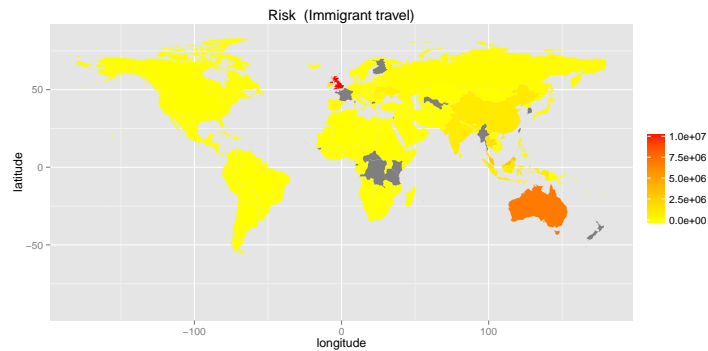 Risk  (Immigrant travel)
latitude
50
0
−50
−100
0
100
longitude
1.0e+07
7.5e+06
5.0e+06
2.5e+06
0.0e+00